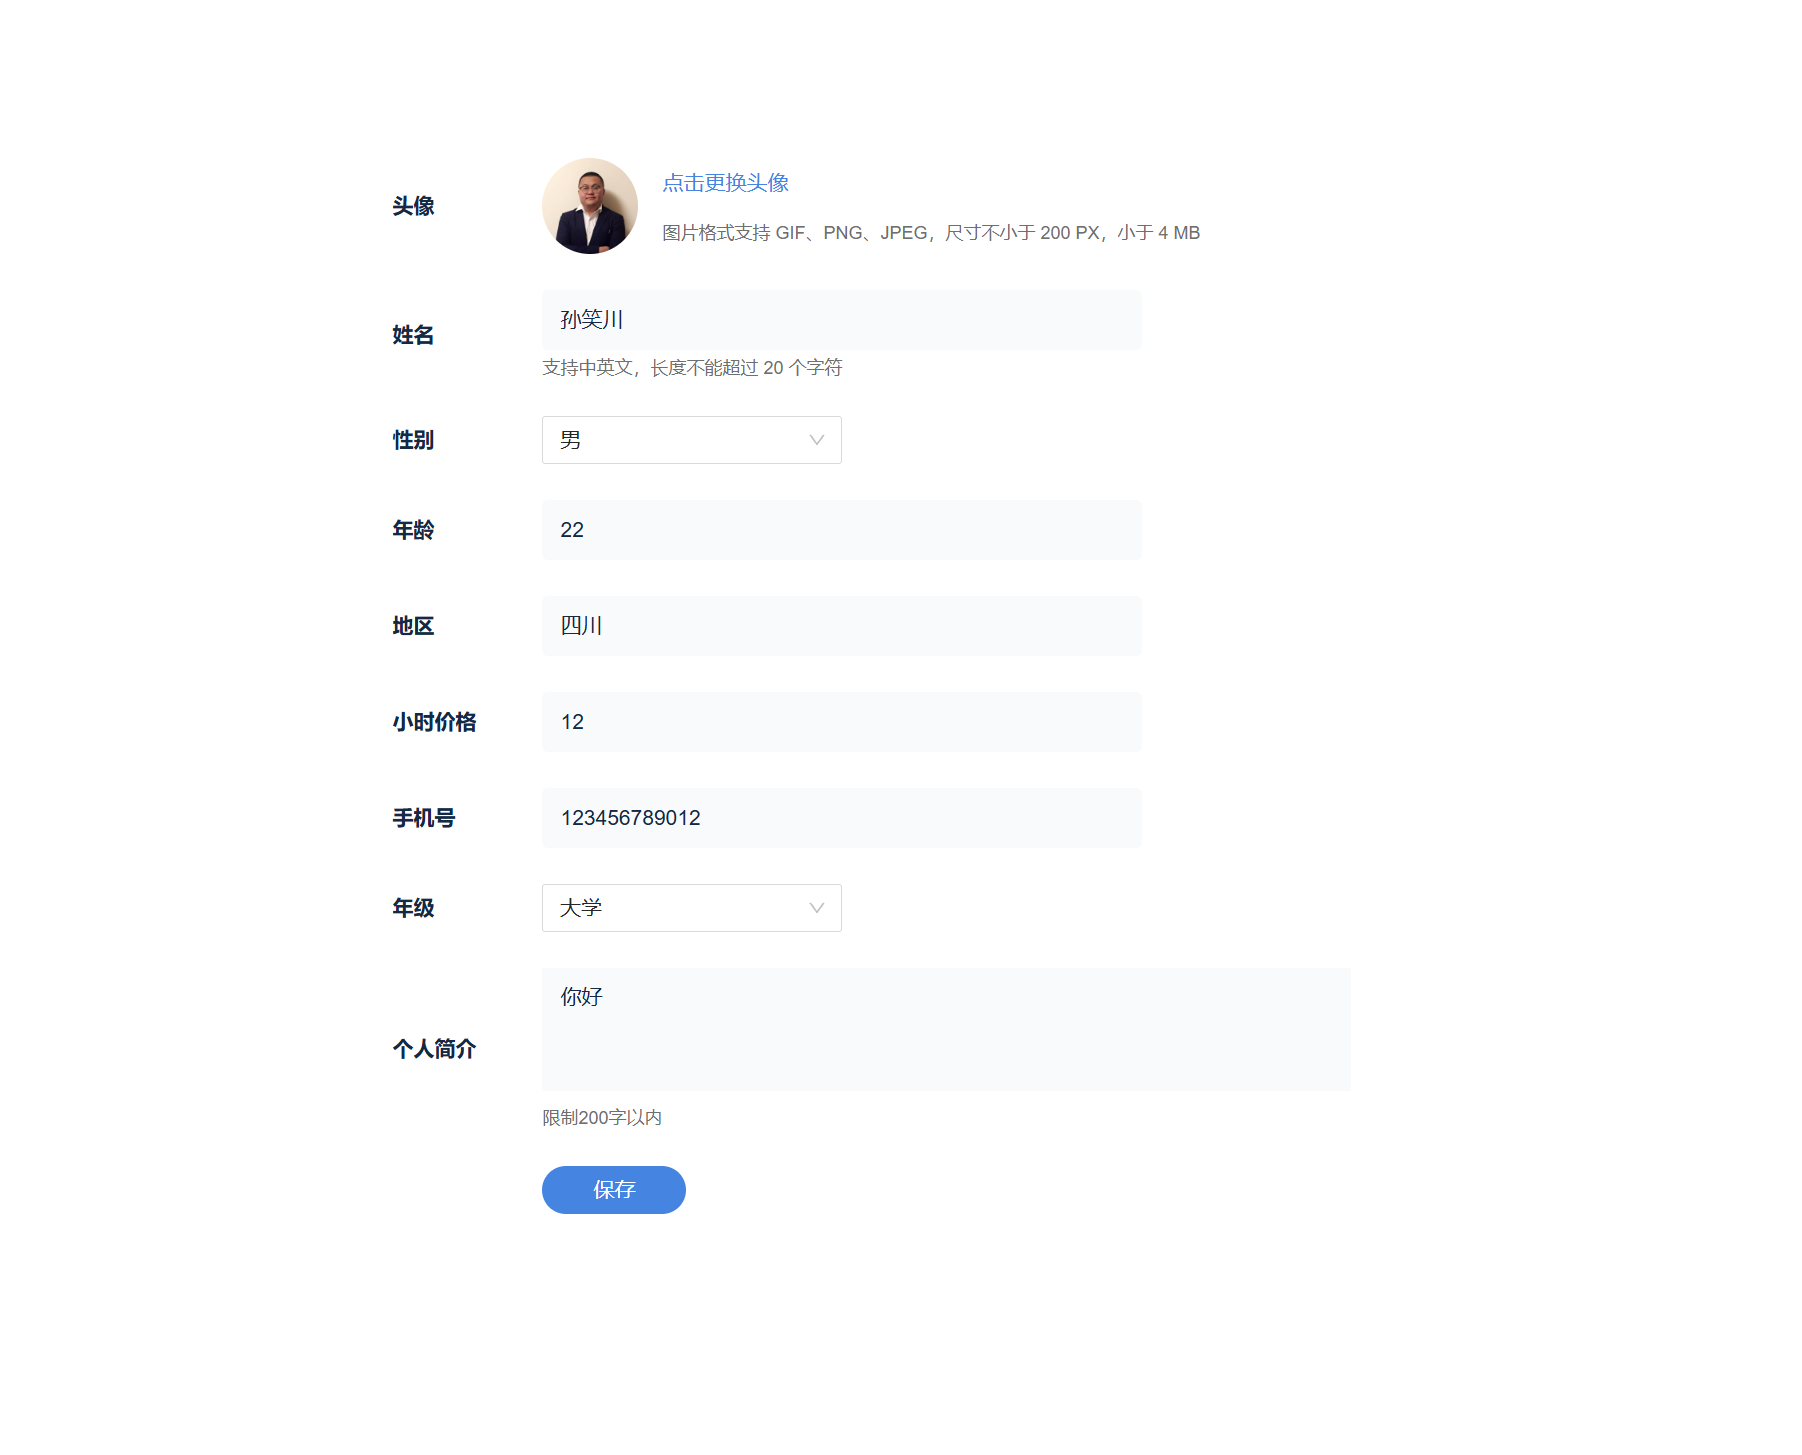 头像
点击更换头像
图片格式支持 GIF、PNG、JPEG，尺寸不小于 200 PX，小于 4 MB
姓名
孙笑川
支持中英文，长度不能超过 20 个字符
性别
男
年龄
22
地区
四川
小时价格
12
手机号
123456789012
年级
大学
个人简介
你好
限制200字以内
保存